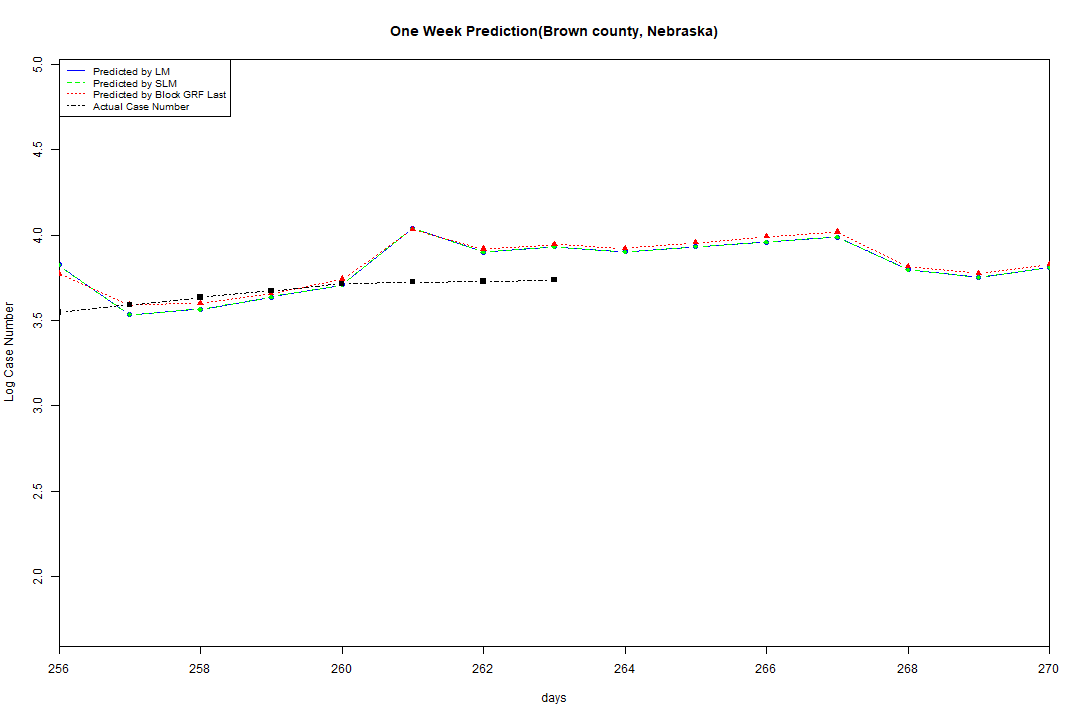 One Week Prediction(Brown county, Nebraska)
Predicted by LM
Predicted by SLM
Predicted by Block GRF Last
Actual Case Number
5.0
4.5
4.0
3.5
3.0
2.5
2.0
Log Case Number
256 258 260 262 264 266 268 270
days